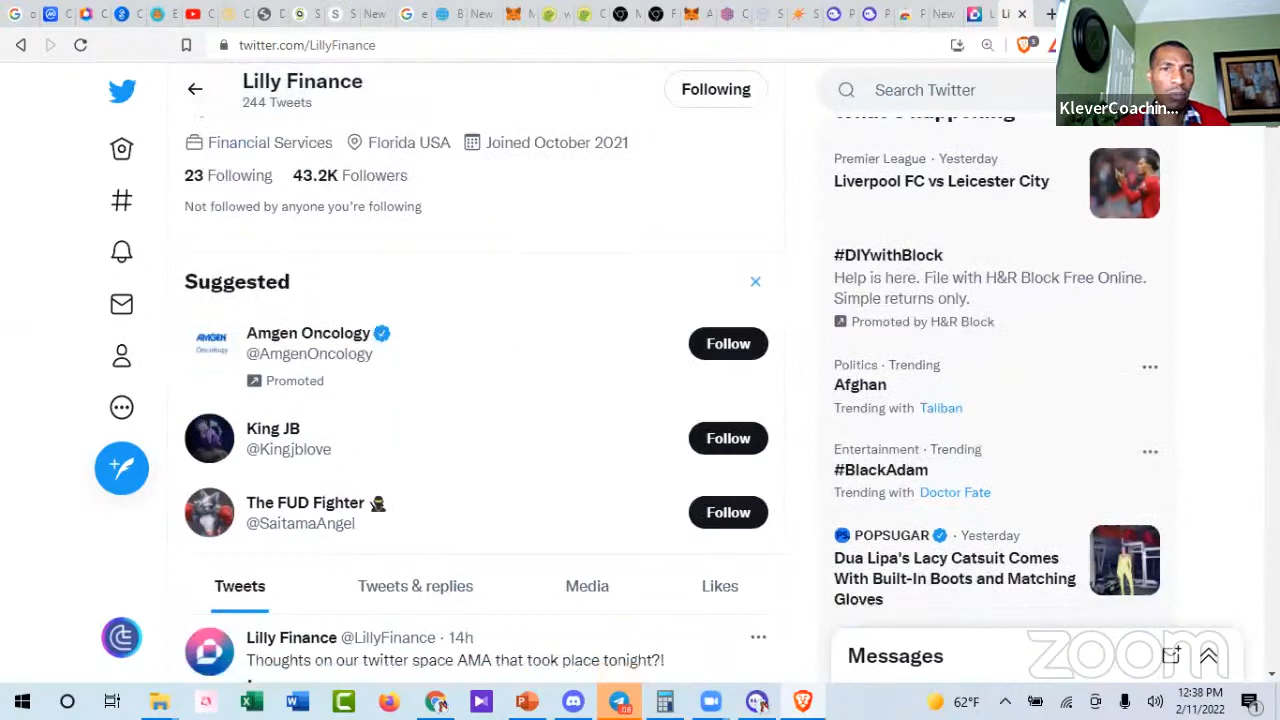 twitter.com/LillyFinance
5
Lilly Finance
244 Tweets
Following
Search Twitter
KleverCoachin...
Financial Services
Florida USA
Joined October 2021
23 Following
43.2K Followers
Not followed by anyone you're following
Suggested
AMGEN
Oncology
Amgen Oncology
@AmgenOncology
Promoted
Follow
King JB
@Kingjblove
Follow
The FUD Fighter
@SaitamaAngel
Follow
Tweets
Tweets & replies
Media
Likes
Lilly Finance @LillyFinance · 14h
Thoughts on our twitter space AMA that took place tonight?!
What's happening
Premier League · Yesterday
Liverpool FC vs Leicester City
#DIYwithBlock
Help is here. File with H&R Block Free Online.
Simple returns only.
Promoted by H&R Block
Politics · Trending
Afghan
Trending with Taliban
Entertainment · Trending
#BlackAdam
Trending with Doctor Fate
POPSUGAR · Yesterday
Dua Lipa's Lacy Catsuit Comes
With Built-In Boots and Matching
Gloves
Messages
zoom
62°F
12:38 PM
2/11/2022
1